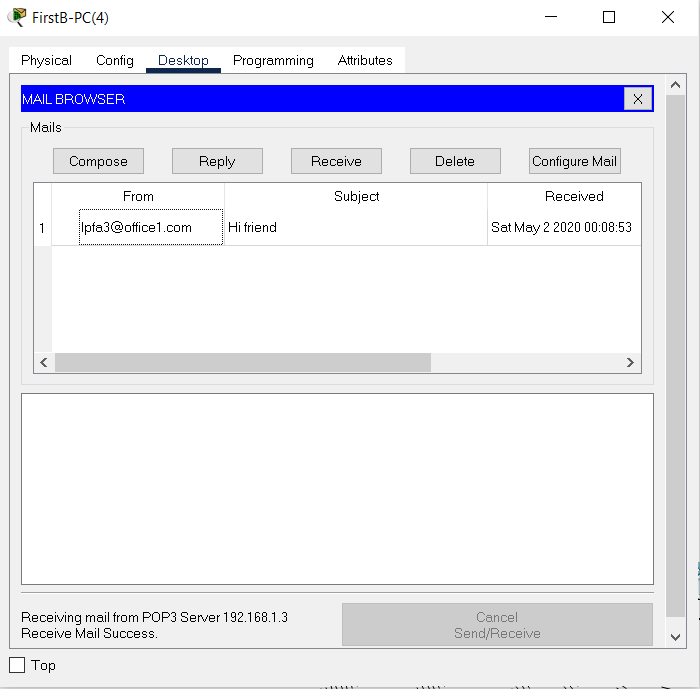 FirstB-PC(4)
Physical Config Desktop Programming Attributes
MAIL BROWSER X
Mails
Compose Reply Receive Delete Configure Mail
From Subject Received
1 lpfa3@office1.com Hi friend Sat May 2 2020 00:08:53
Receiving mail from POP3 Server 192.168.1.3
Receive Mail Success.
Cancel
Send/Receive
Top